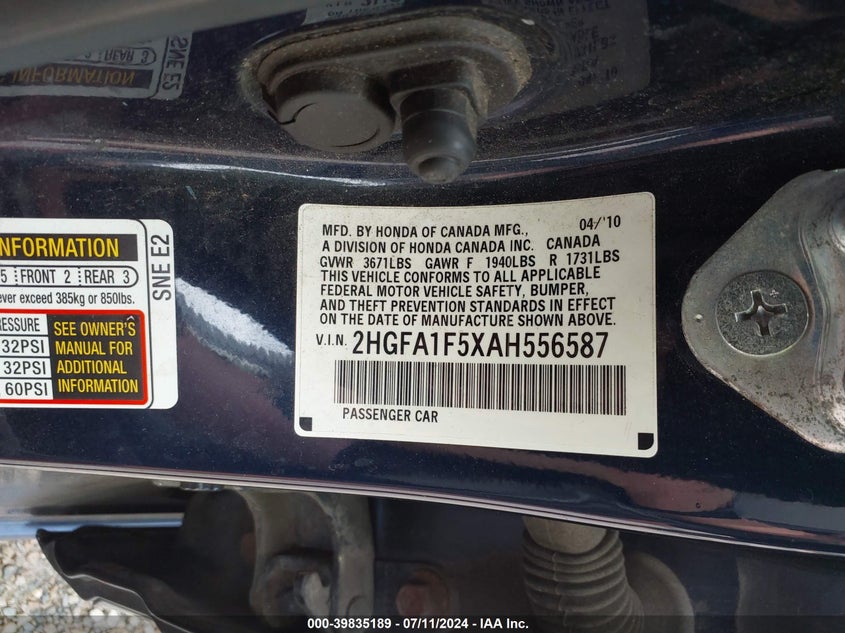 NFORMATION
5 FRONT 2 REAR 3
ever exceed 385kg or 850lbs.
RESSURE
32PSI
32PSI
60PSI
SEE OWNER'S
MANUAL FOR
ADDITIONAL
INFORMATION
SNE E2
MFD. BY HONDA OF CANADA MFG., 04/'10
A DIVISION OF HONDA CANADA INC. CANADA
GVWR 3671LBS GAWR F 1940LBS R 1731LBS
THIS VEHICLE CONFORMS TO ALL APPLICABLE
FEDERAL MOTOR VEHICLE SAFETY, BUMPER,
AND THEFT PREVENTION STANDARDS IN EFFECT
ON THE DATE OF MANUFACTURE SHOWN ABOVE.
V.I.N. 2HGFA1F5XAH556587
PASSENGER CAR
000-39835189 - 07/11/2024 - IAA Inc.